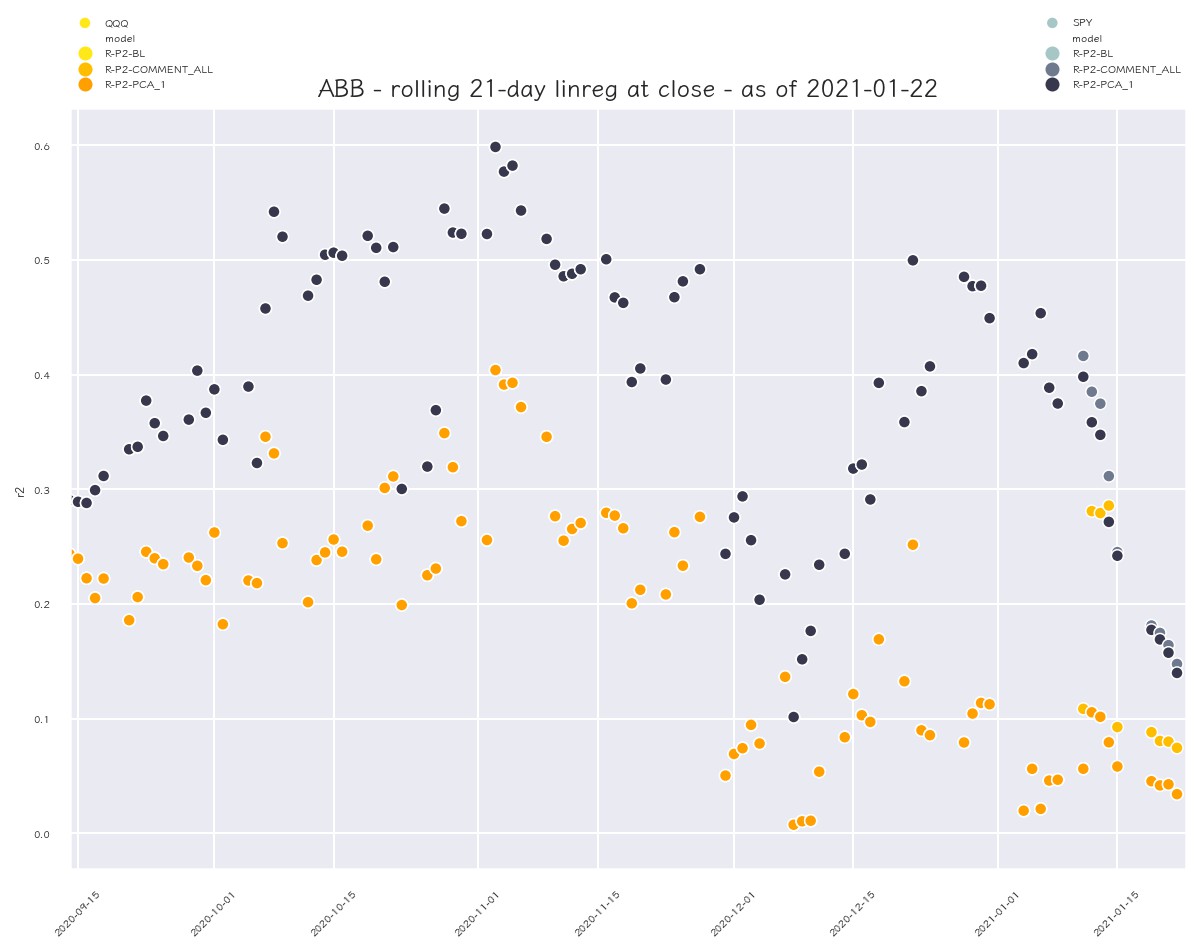 QQQ
model
R-P2-BL
R-P2-COMMENT_ALL
R-P2-PCA_1
SPY
model
R-P2-BL
R-P2-COMMENT_ALL
R-P2-PCA_1
ABB - rolling 21-day linreg at close - as of 2021-01-22
0.6
0.5
0.4
0.3
r2
0.2
0.1
0.0
2020-09-15
2020-10-01
2020-10-15
2020-11-01
2020-11-15
2020-12-01
2020-12-15
2021-01-01
2021-01-15